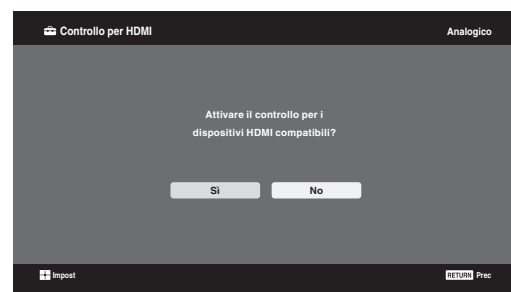 Controllo per HDMI
Analogico
Attivare il controllo per i
dispositivi HDMI compatibili?
Sì
No
Impost
RETURN Prec